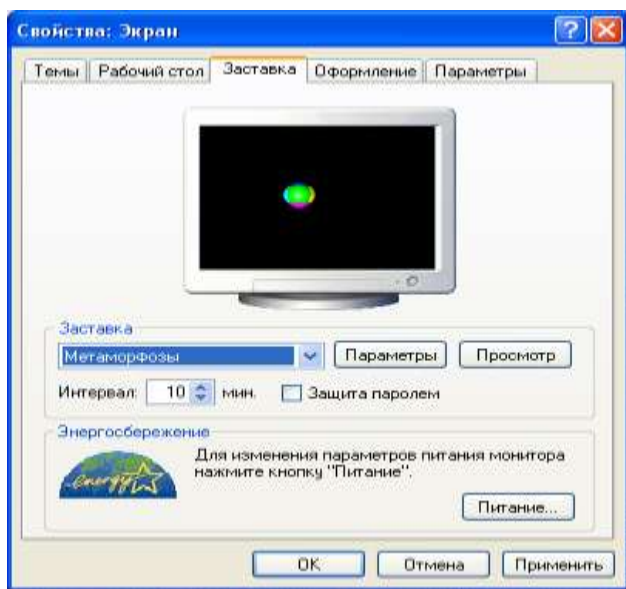 Свойства: Экран
Темы Рабочий стол Заставка Оформление Параметры
Заставка
Метаморфозы Параметры Просмотр
Интервал: 10 мин. Защита паролем
Энергосбережение
Для изменения параметров питания монитора
нажмите кнопку "Питание".
energy
Питание...
OK Отмена Применить